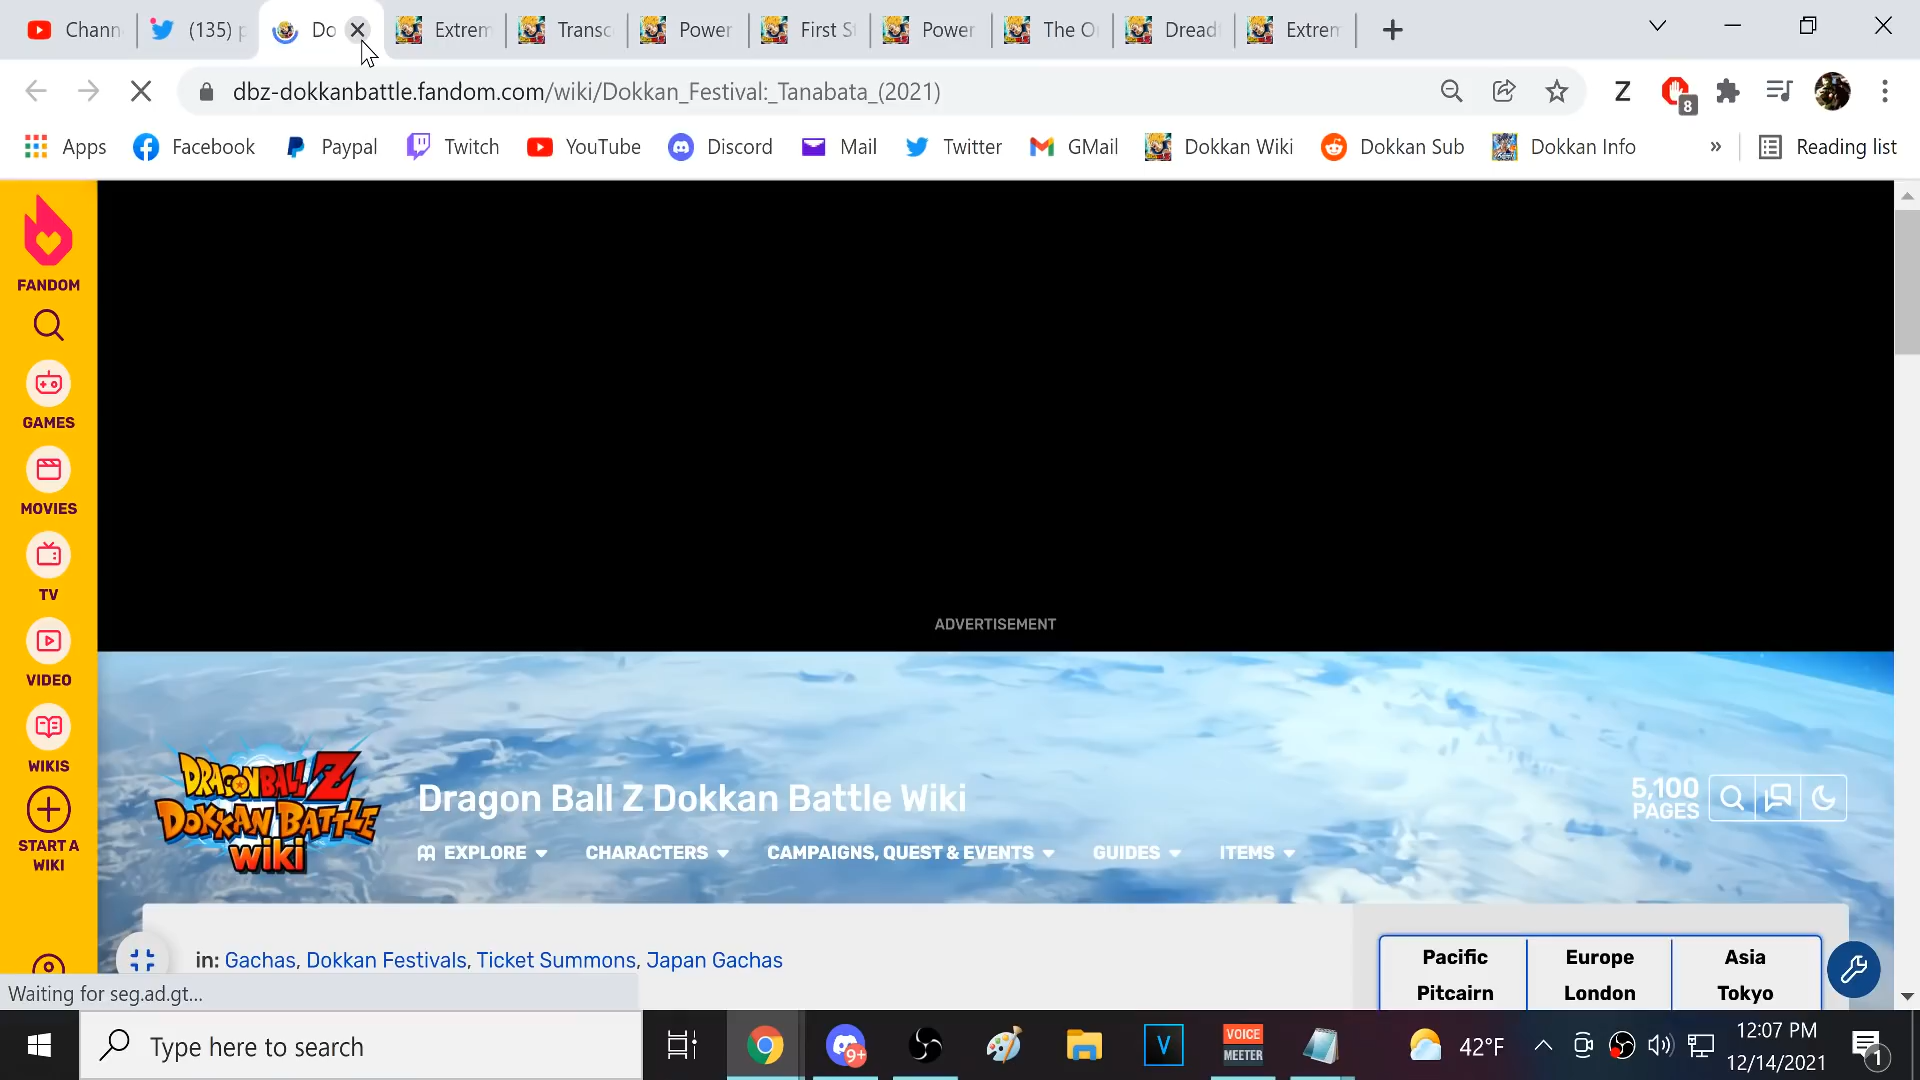 Chann (135) p Do Extrem Transc Power First S Power The O Dread Extrem
dbz-dokkanbattle.fandom.com/wiki/Dokkan_Festival:_Tanabata_(2021) Z 8
Apps Facebook Paypal Twitch YouTube Discord Mail Twitter GMail Dokkan Wiki Dokkan Sub Dokkan Info » Reading list
FANDOM
GAMES
MOVIES
TV
VIDEO
WIKIS
START A
WIKI
ADVERTISEMENT
DRAGON BALL Z
DOKKAN BATTLE
WIKI
Dragon Ball Z Dokkan Battle Wiki
5,100
PAGES
EXPLORE CHARACTERS CAMPAIGNS, QUEST & EVENTS GUIDES ITEMS
in: Gachas, Dokkan Festivals, Ticket Summons, Japan Gachas
Pacific Europe Asia
Pitcairn London Tokyo
Waiting for seg.ad.gt...
Type here to search
9+
V
VOICE
MEETER
42°F
12:07 PM
12/14/2021
1